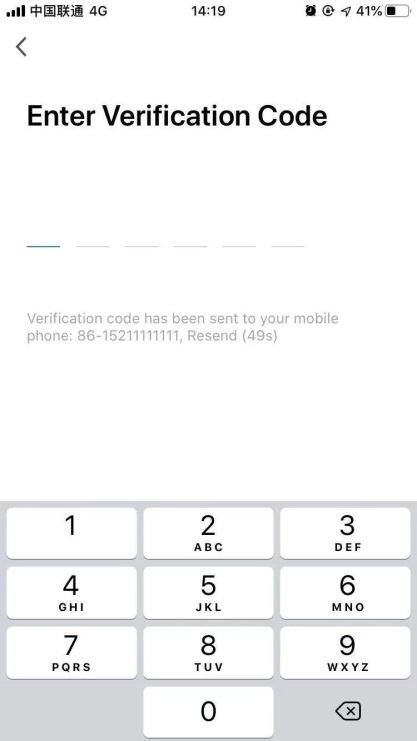 中国联通 4G 14:19 41%
Enter Verification Code
Verification code has been sent to your mobile
phone: 86-15211111111, Resend (49s)
1 2 3
ABC DEF
4 5 6
GHI JKL MNO
7 8 9
PQRS TUV WXYZ
0